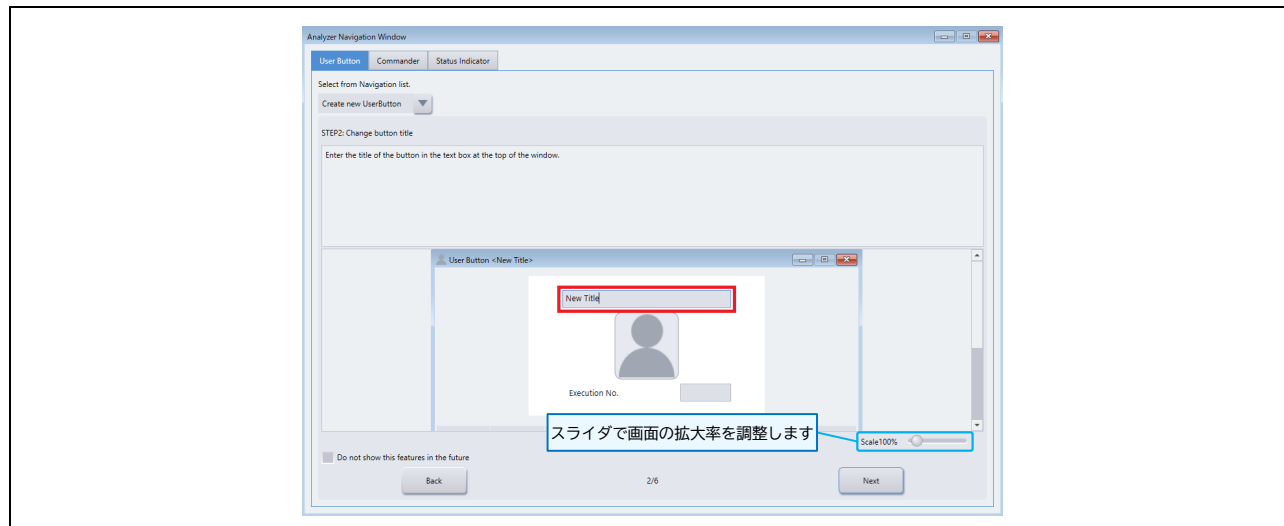 Analyzer Navigation Window
User Button
Commander
Status Indicator
Select from Navigation list.
Create new UserButton
STEP2: Change button title
Enter the title of the button in the text box at the top of the window.
User Button <New Title>
New Title
Execution No.
スライダで画面の拡大率を調整します
Scale100%
Do not show this features in the future
Back
2/6
Next